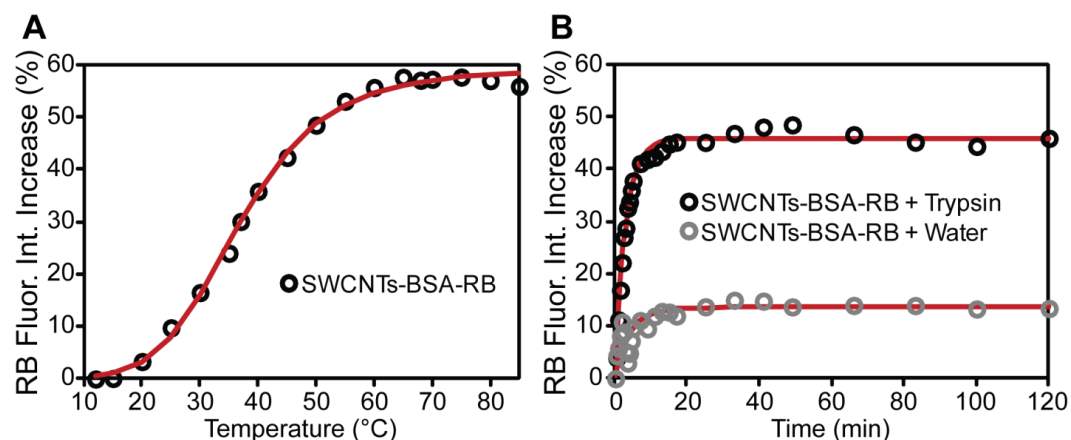 A
RB Fluor. Int. Increase (%)
60
50
40
30
20
10
0
10 20 30 40 50 60 70 80
Temperature (°C)
SWCNTs-BSA-RB
B
RB Fluor. Int. Increase (%)
60
50
40
30
20
10
0
0 20 40 60 80 100 120
Time (min)
SWCNTs-BSA-RB + Trypsin
SWCNTs-BSA-RB + Water